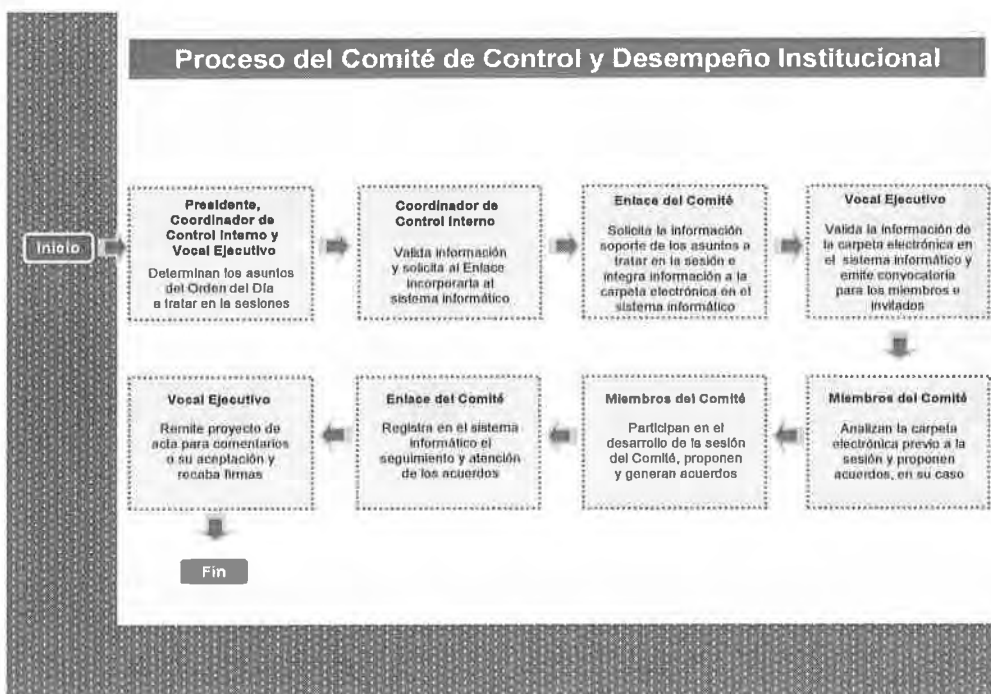 Proceso del Comité de Control y Desempeño Institucional
Inicio
Presidente,
Coordinador de
Control Interno y
Vocal Ejecutivo
Determinan los asuntos
del Orden del Día
a tratar en la sesiones
Coordinador de
Control Interno
Valida información
y solicita al Enlace
incorporarla al
sistema informático
Enlace del Comité
Solicita la información
soporte de los asuntos a
tratar en la sesión e
integra información a la
carpeta electrónica en el
sistema informático
Vocal Ejecutivo
Valida la información de
la carpeta electrónica en
el sistema informático y
emite convocatoria
para los miembros e
invitados
Miembros del Comité
Analizan la carpeta
electrónica previo a la
sesión y proponen
acuerdos, en su caso
Miembros del Comité
Participan en el
desarrollo de la sesión
del Comité, proponen
y generan acuerdos
Enlace del Comité
Registra en el sistema
informático el
seguimiento y atención
de los acuerdos
Vocal Ejecutivo
Remite proyecto de
acta para comentarios
o su aceptación y
recaba firmas
Fin